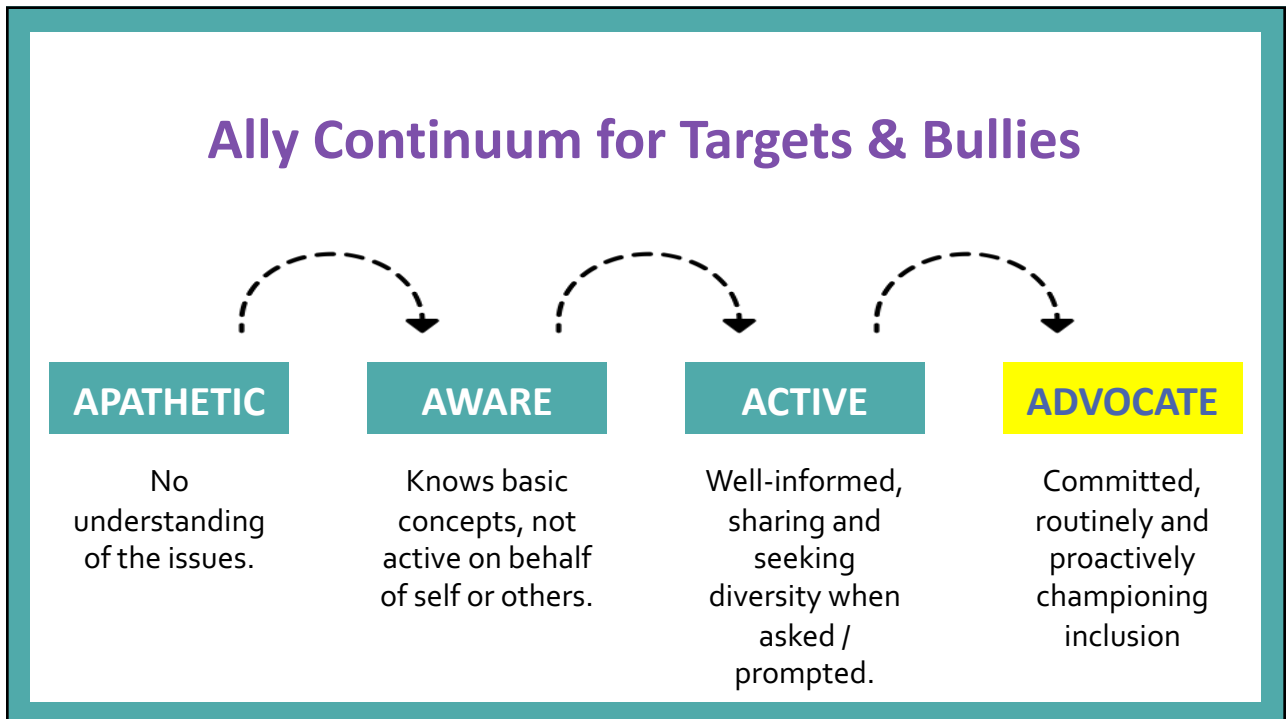 Ally Continuum for Targets & Bullies
APATHETIC
No
understanding
of the issues.
AWARE
Knows basic
concepts, not
active on behalf
of self or others.
ACTIVE
Well-informed,
sharing and
seeking
diversity when
asked /
prompted.
ADVOCATE
Committed,
routinely and
proactively
championing
inclusion